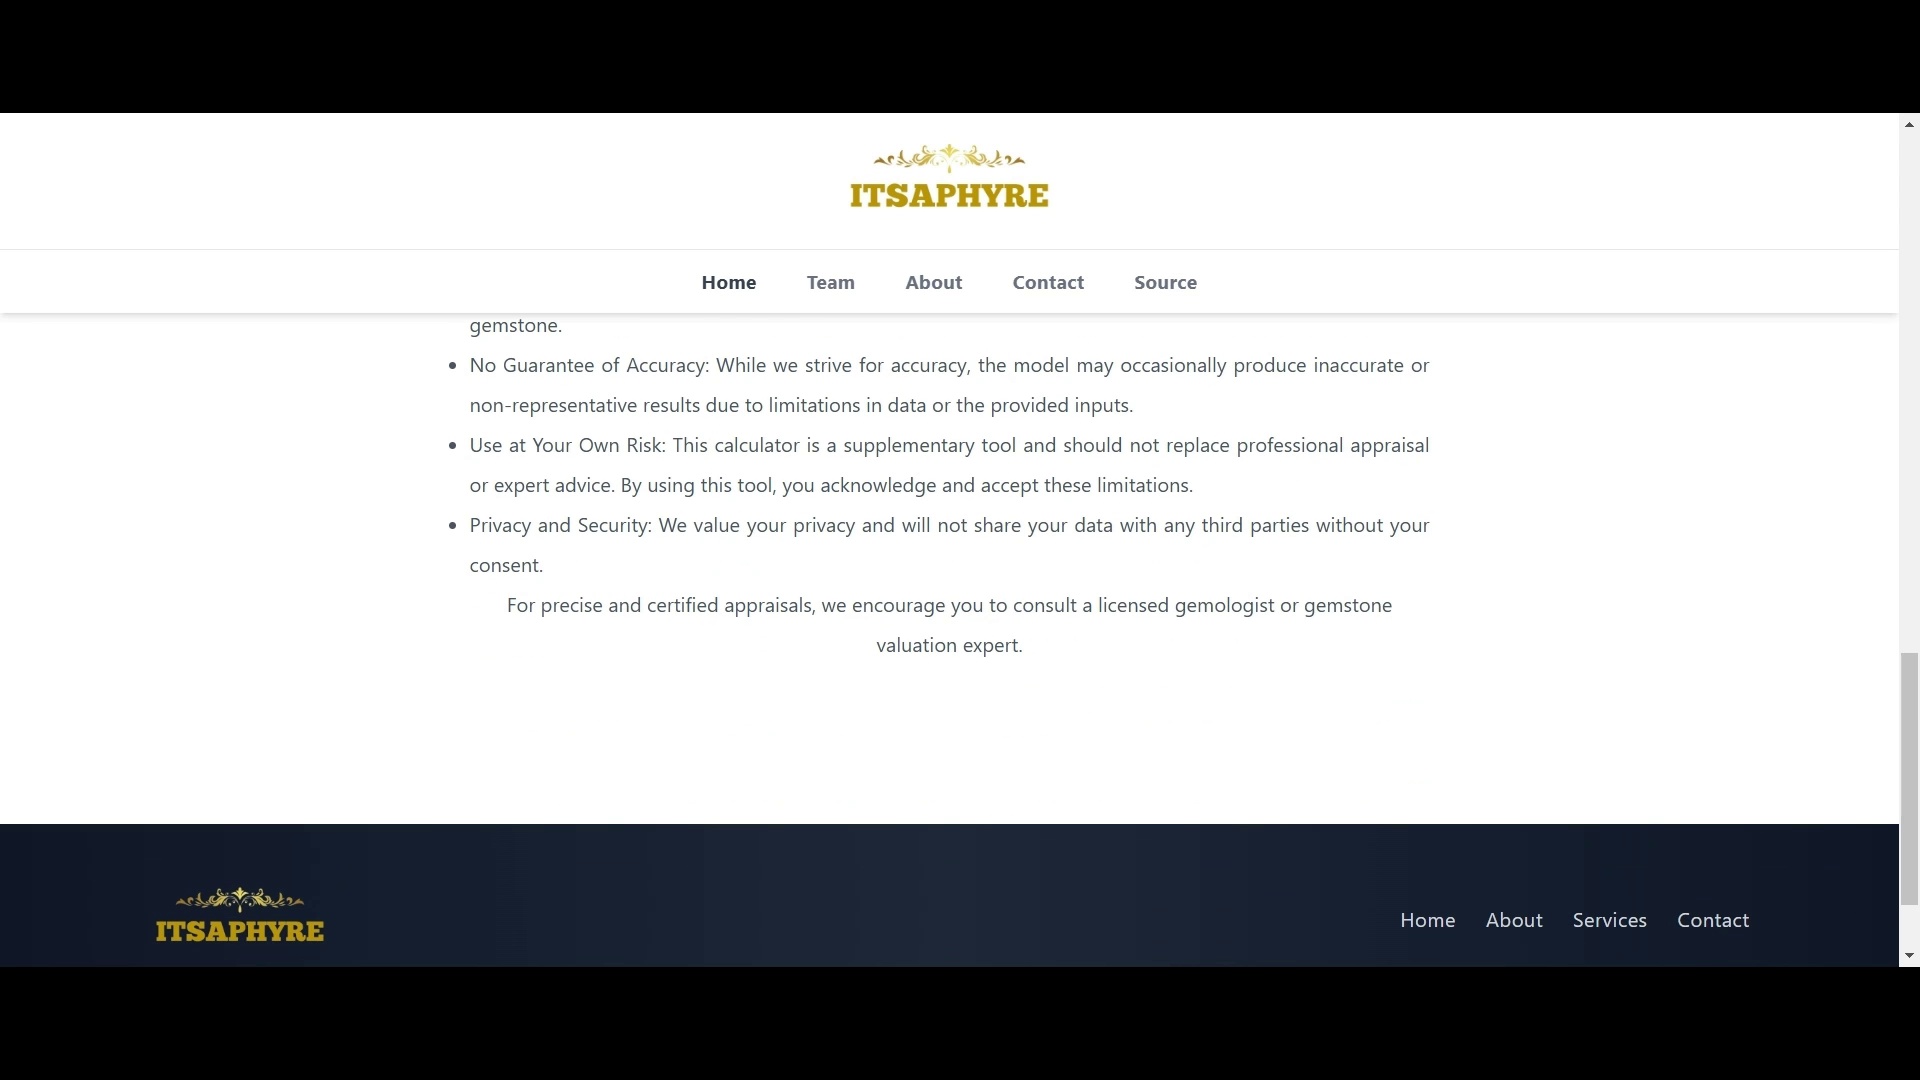 ITSAPHYRE
Home Team About Contact Source
gemstone.
• No Guarantee of Accuracy: While we strive for accuracy, the model may occasionally produce inaccurate or
non-representative results due to limitations in data or the provided inputs.
• Use at Your Own Risk: This calculator is a supplementary tool and should not replace professional appraisal
or expert advice. By using this tool, you acknowledge and accept these limitations.
• Privacy and Security: We value your privacy and will not share your data with any third parties without your
consent.
For precise and certified appraisals, we encourage you to consult a licensed gemologist or gemstone
valuation expert.
ITSAPHYRE
Home About Services Contact